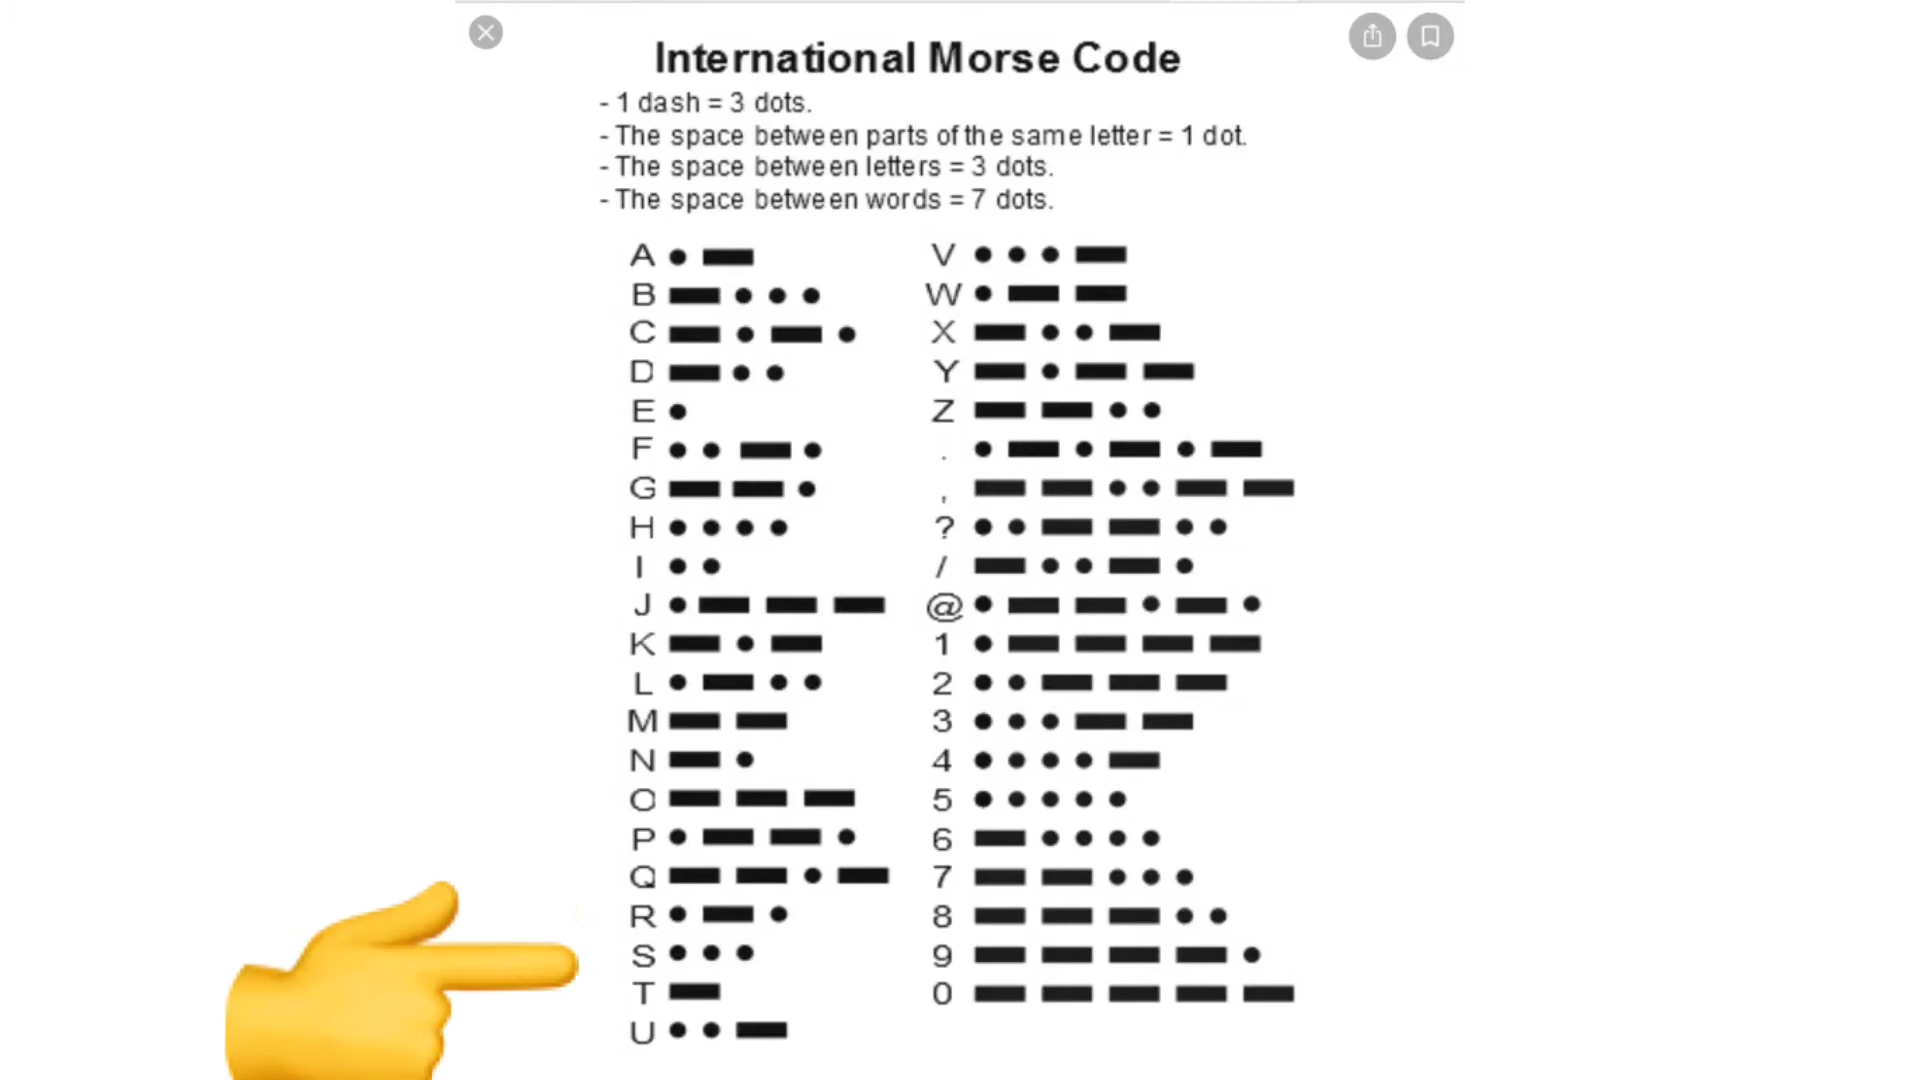 International Morse Code
- 1 dash = 3 dots.
- The space between parts of the same letter = 1 dot.
- The space between letters = 3 dots.
- The space between words = 7 dots.
A
B
C
D
E
F
G
H
I
J
K
L
M
N
O
P
Q
R
S
T
U
V
W
X
Y
Z
.
,
?
/
@
1
2
3
4
5
6
7
8
9
0